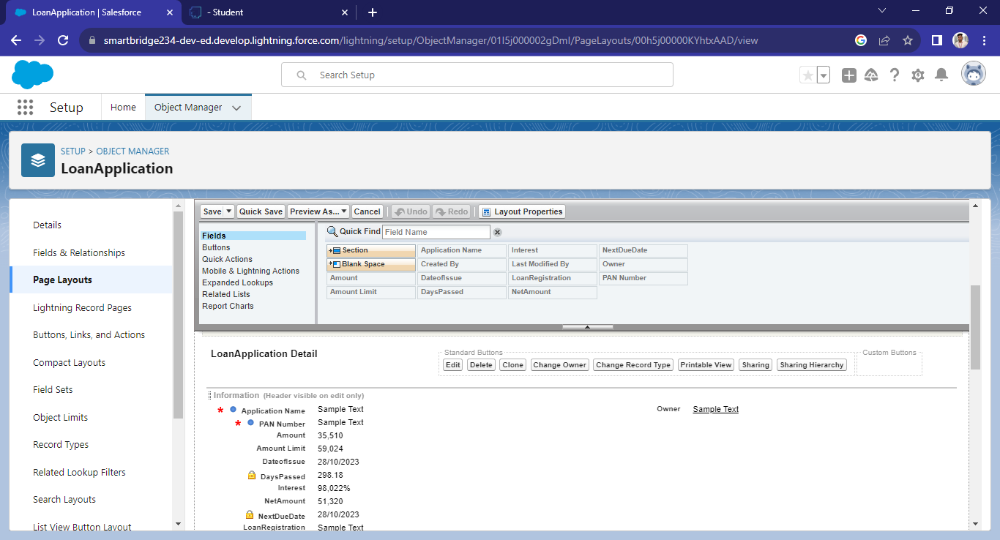 LoanApplication | Salesforce
- Student
smartbridge234-dev-ed.develop.lightning.force.com/lightning/setup/ObjectManager/01I5j000002gDmI/PageLayouts/00h5j00000KYhtxAAD/view
Search Setup
Setup
Home
Object Manager
SETUP > OBJECT MANAGER
LoanApplication
Details
Fields & Relationships
Page Layouts
Lightning Record Pages
Buttons, Links, and Actions
Compact Layouts
Field Sets
Object Limits
Record Types
Related Lookup Filters
Search Layouts
List View Button Layout
Save Quick Save Preview As... Cancel Undo Redo Layout Properties
Fields
Buttons
Quick Actions
Mobile & Lightning Actions
Expanded Lookups
Related Lists
Report Charts
Quick Find Field Name
Section Application Name Interest NextDueDate
Blank Space Created By Last Modified By Owner
Amount DateofIssue LoanRegistration PAN Number
Amount Limit DaysPassed NetAmount
LoanApplication Detail
Standard Buttons
Edit Delete Clone Change Owner Change Record Type Printable View Sharing Sharing Hierarchy
Custom Buttons
Information (Header visible on edit only)
* Application Name Sample Text Owner Sample Text
* PAN Number Sample Text
Amount 35,510
Amount Limit 59,024
DateofIssue 28/10/2023
DaysPassed 298.18
Interest 98,022%
NetAmount 51,320
NextDueDate 28/10/2023
LoanRegistration Sample Text